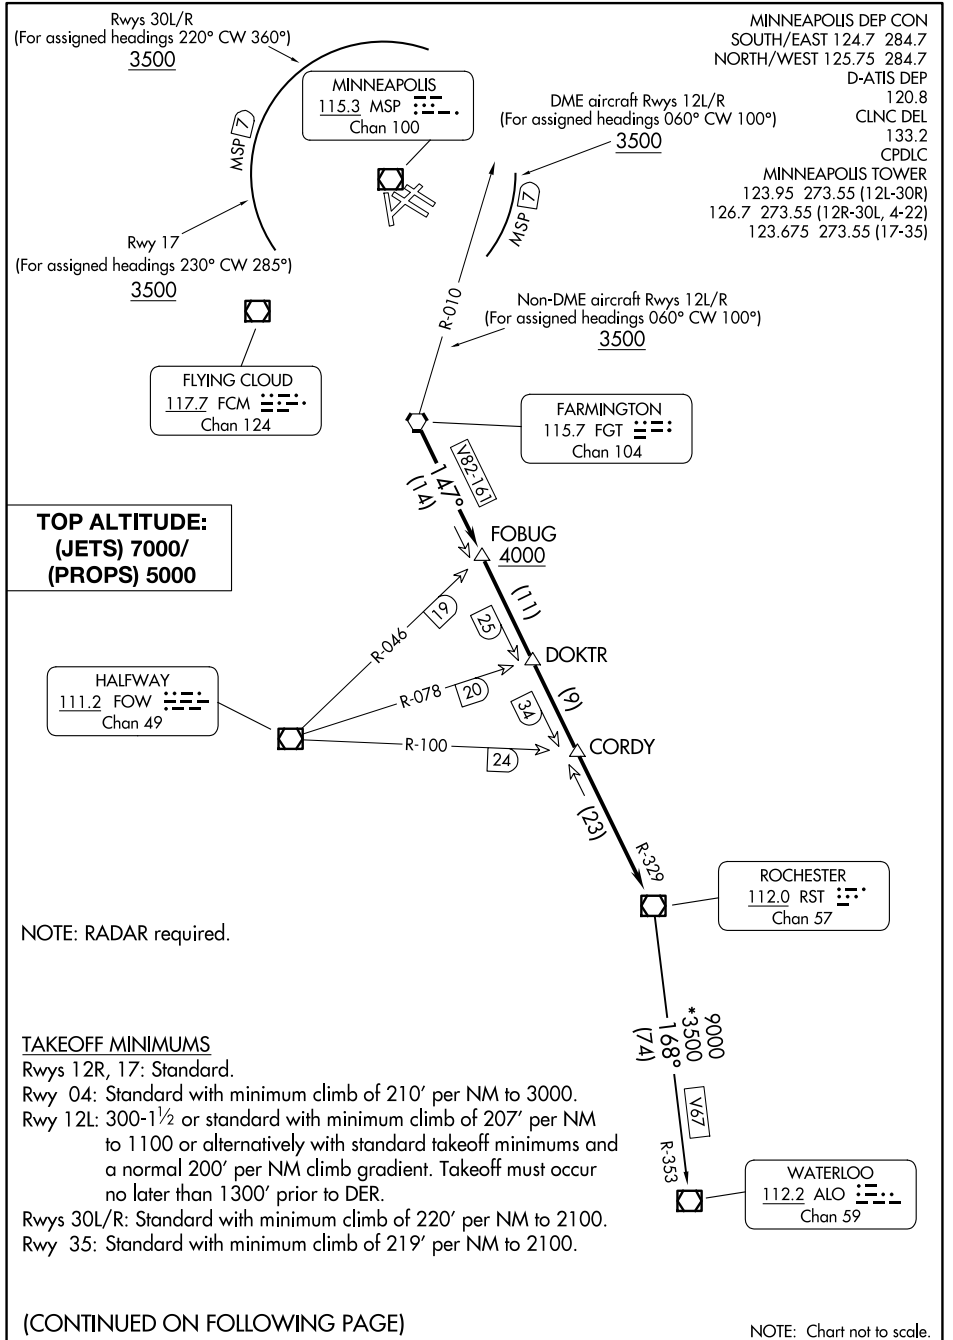 Rwys 30L/R
(For assigned headings 220° CW 360°)
3500
MINNEAPOLIS DEP CON
SOUTH/EAST 124.7 284.7
NORTH/WEST 125.75 284.7
D-ATIS DEP
120.8
CLNC DEL
133.2
CPDLC
MINNEAPOLIS TOWER
123.95 273.55 (12L-30R)
126.7 273.55 (12R-30L, 4-22)
123.675 273.55 (17-35)
MINNEAPOLIS
115.3 MSP
Chan 100
DME aircraft Rwys 12L/R
(For assigned headings 060° CW 100°)
3500
MSP 7
MSP 7
Rwy 17
(For assigned headings 230° CW 285°)
3500
R-010
Non-DME aircraft Rwys 12L/R
(For assigned headings 060° CW 100°)
3500
FLYING CLOUD
117.7 FCM
Chan 124
FARMINGTON
115.7 FGT
Chan 104
V82-161
147°
(14)
TOP ALTITUDE:
(JETS) 7000/
(PROPS) 5000
FOBUG
4000
(11)
19
25
R-046
DOKTR
HALFWAY
111.2 FOW
Chan 49
R-078
20
(9)
34
R-100
24
CORDY
(23)
R-329
ROCHESTER
112.0 RST
Chan 57
NOTE: RADAR required.
9000
*3500
168°
(74)
V67
R-353
WATERLOO
112.2 ALO
Chan 59
TAKEOFF MINIMUMS
Rwys 12R, 17: Standard.
Rwy 04: Standard with minimum climb of 210' per NM to 3000.
Rwy 12L: 300-1½ or standard with minimum climb of 207' per NM
to 1100 or alternatively with standard takeoff minimums and
a normal 200' per NM climb gradient. Takeoff must occur
no later than 1300' prior to DER.
Rwys 30L/R: Standard with minimum climb of 220' per NM to 2100.
Rwy 35: Standard with minimum climb of 219' per NM to 2100.
(CONTINUED ON FOLLOWING PAGE)
NOTE: Chart not to scale.